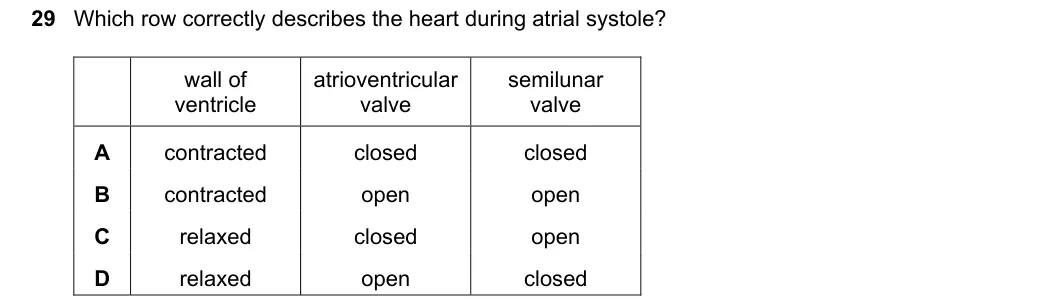 29 Which row correctly describes the heart during atrial systole?
wall of ventricle atrioventricular valve semilunar valve
A contracted closed closed
B contracted open open
C relaxed closed open
D relaxed open closed